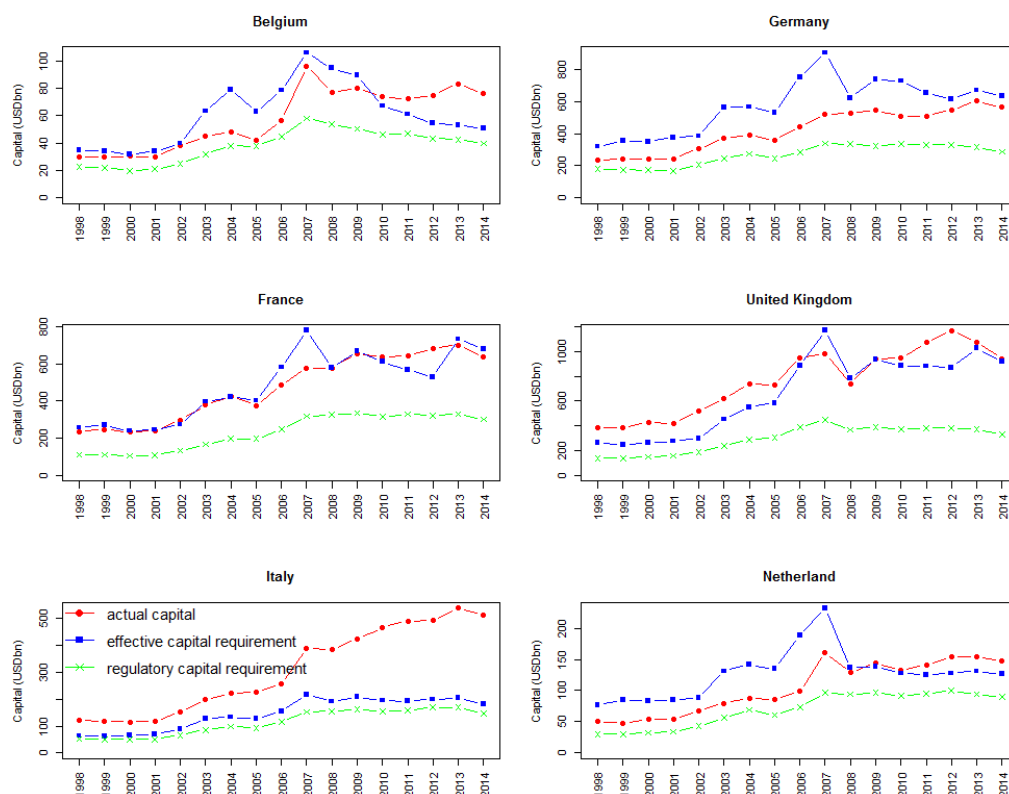 Belgium
Capital (USDbn)
100
80
60
40
20
0
1998 1999 2000 2001 2002 2003 2004 2005 2006 2007 2008 2009 2010 2011 2012 2013 2014
Germany
Capital (USDbn)
800
600
400
200
0
1998 1999 2000 2001 2002 2003 2004 2005 2006 2007 2008 2009 2010 2011 2012 2013 2014
France
Capital (USDbn)
800
600
400
200
0
1998 1999 2000 2001 2002 2003 2004 2005 2006 2007 2008 2009 2010 2011 2012 2013 2014
United Kingdom
Capital (USDbn)
1000
600
200
0
1998 1999 2000 2001 2002 2003 2004 2005 2006 2007 2008 2009 2010 2011 2012 2013 2014
Italy
Capital (USDbn)
500
300
100
0
actual capital
effective capital requirement
regulatory capital requirement
1998 1999 2000 2001 2002 2003 2004 2005 2006 2007 2008 2009 2010 2011 2012 2013 2014
Netherland
Capital (USDbn)
200
150
100
50
0
1998 1999 2000 2001 2002 2003 2004 2005 2006 2007 2008 2009 2010 2011 2012 2013 2014